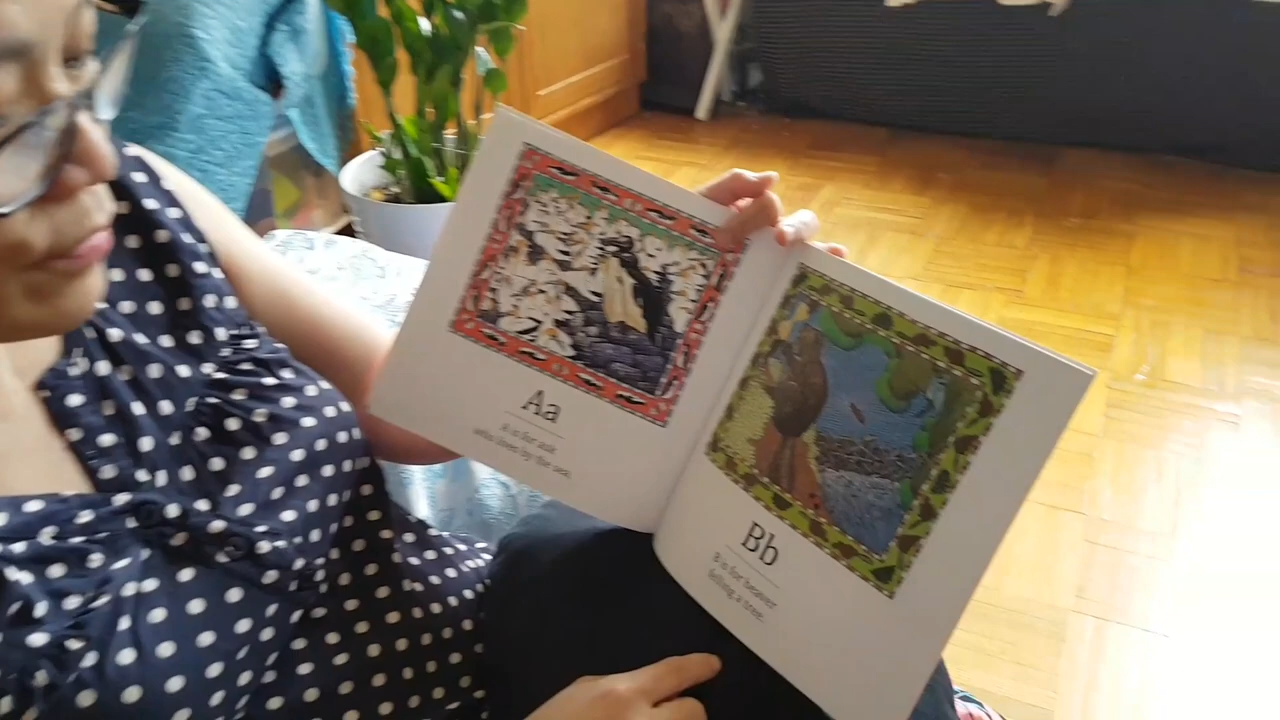 Aa
A is for auk
who lives by the sea.
Bb
B is for beaver
felling a tree.